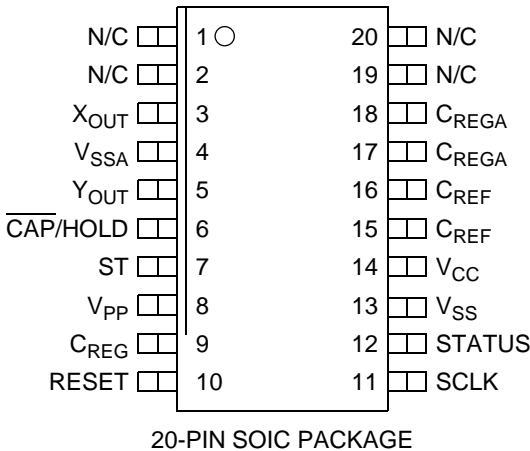 N/C 1 20 N/C
N/C 2 19 N/C
XOUT 3 18 CREGA
VSSA 4 17 CREGA
YOUT 5 16 CREF
CAP/HOLD 6 15 CREF
ST 7 14 VCC
VPP 8 13 VSS
CREG 9 12 STATUS
RESET 10 11 SCLK
20-PIN SOIC PACKAGE